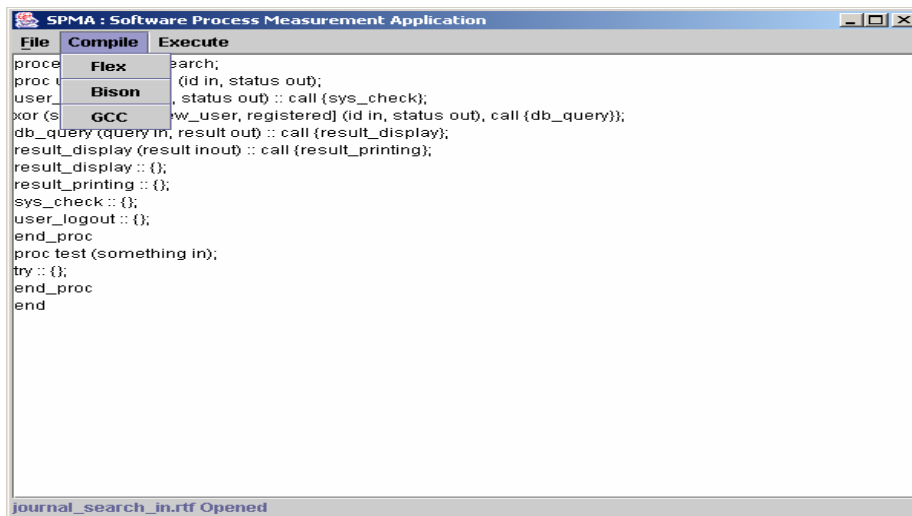 SPMA : Software Process Measurement Application
File Compile Execute
Flex
Bison
GCC
proce earch;
proc u (id in, status out);
user_ , status out) :: call {sys_check};
xor (s w_user, registered] (id in, status out), call {db_query}};
db_query (query in, result out) :: call {result_display};
result_display (result inout) :: call {result_printing};
result_display :: {};
result_printing :: {};
sys_check :: {};
user_logout :: {};
end_proc
proc test (something in);
try :: {};
end_proc
end
journal_search_in.rtf Opened